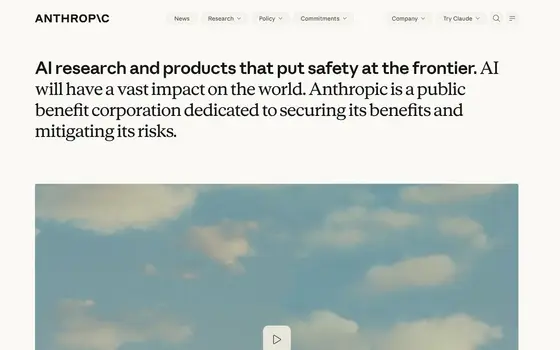 ANTHROP\C
News
Research
Policy
Commitments
Company
Try Claude
AI research and products that put safety at the frontier. AI
will have a vast impact on the world. Anthropic is a public
benefit corporation dedicated to securing its benefits and
mitigating its risks.